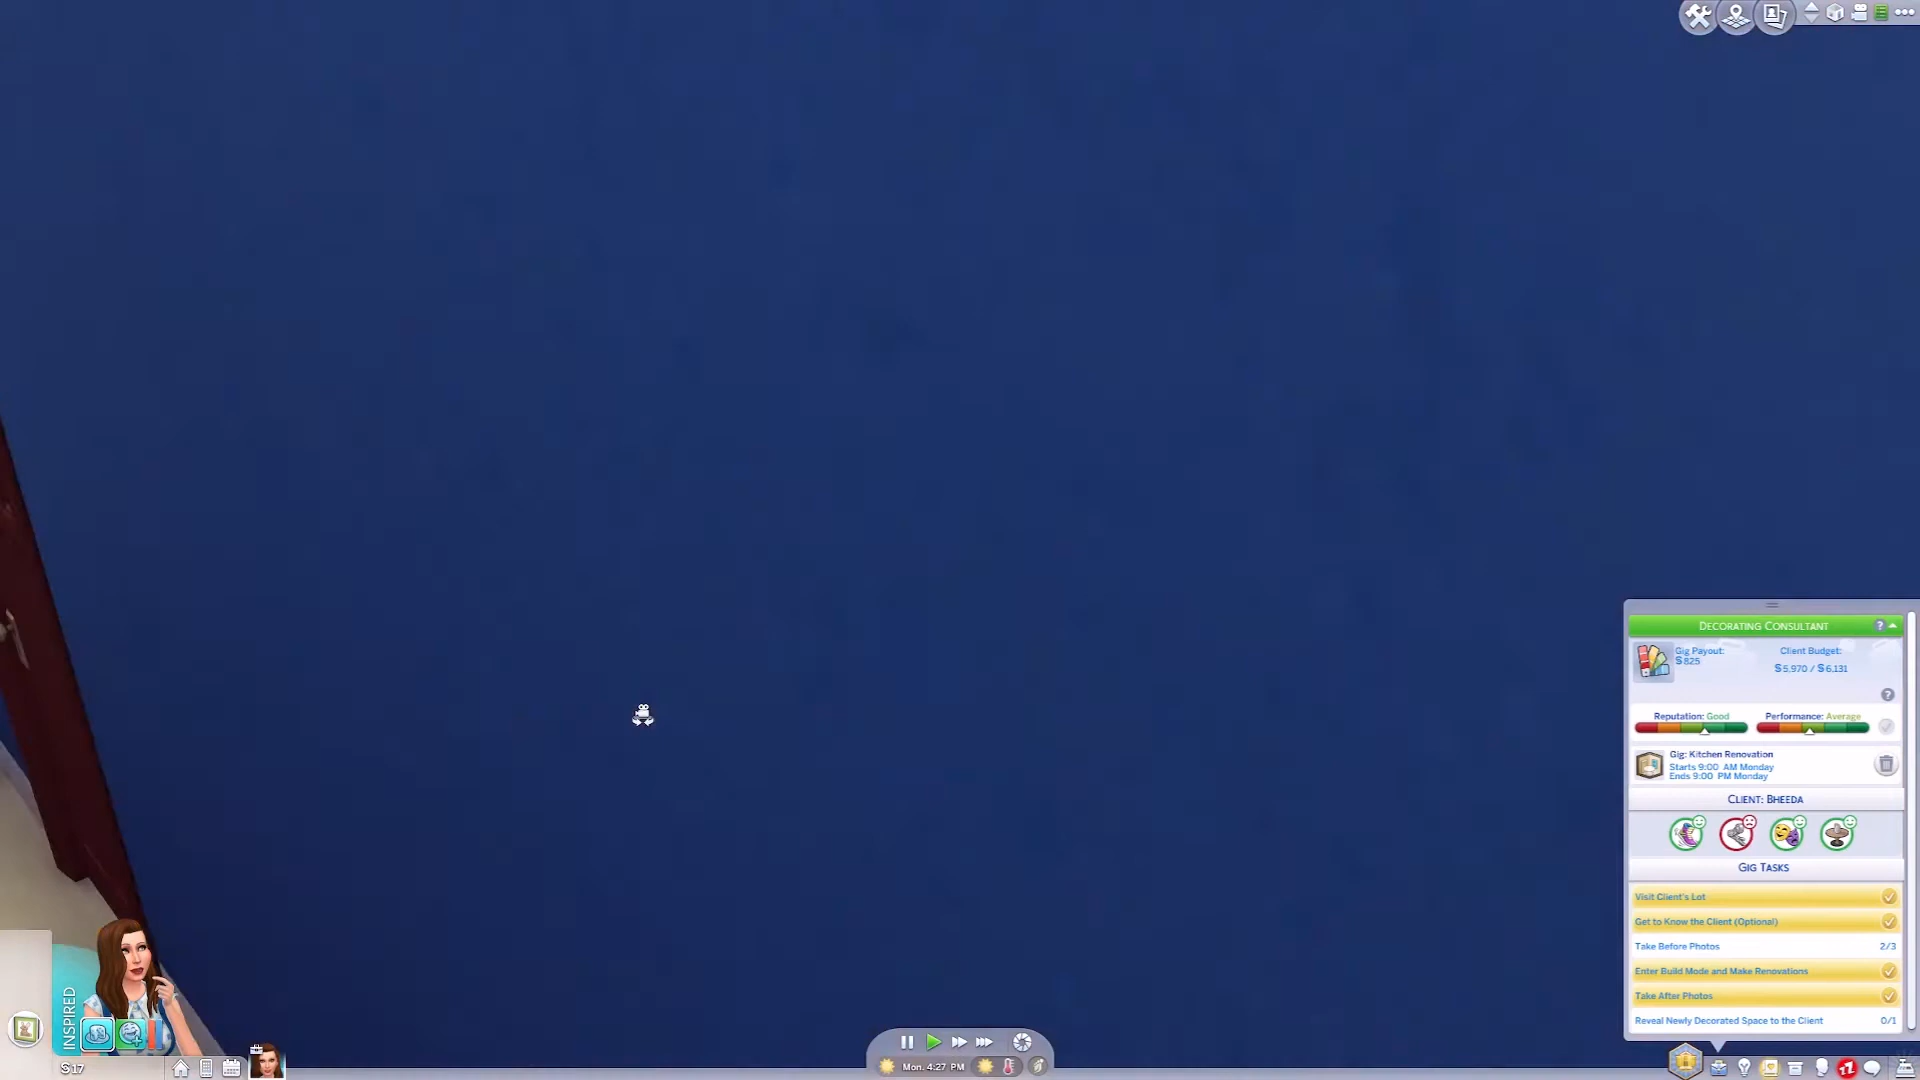 DECORATING CONSULTANT
Gig Payout:
§825
Client Budget:
§5,970 / §6,131
Reputation: Good
Performance: Average
Gig: Kitchen Renovation
Starts 9:00 AM Monday
Ends 9:00 PM Monday
CLIENT: BHEEDA
GIG TASKS
Visit Client's Lot
Get to Know the Client (Optional)
Take Before Photos 2/3
Enter Build Mode and Make Renovations
Take After Photos
Reveal Newly Decorated Space to the Client 0/1
INSPIRED
§17
Mon. 4:27 PM